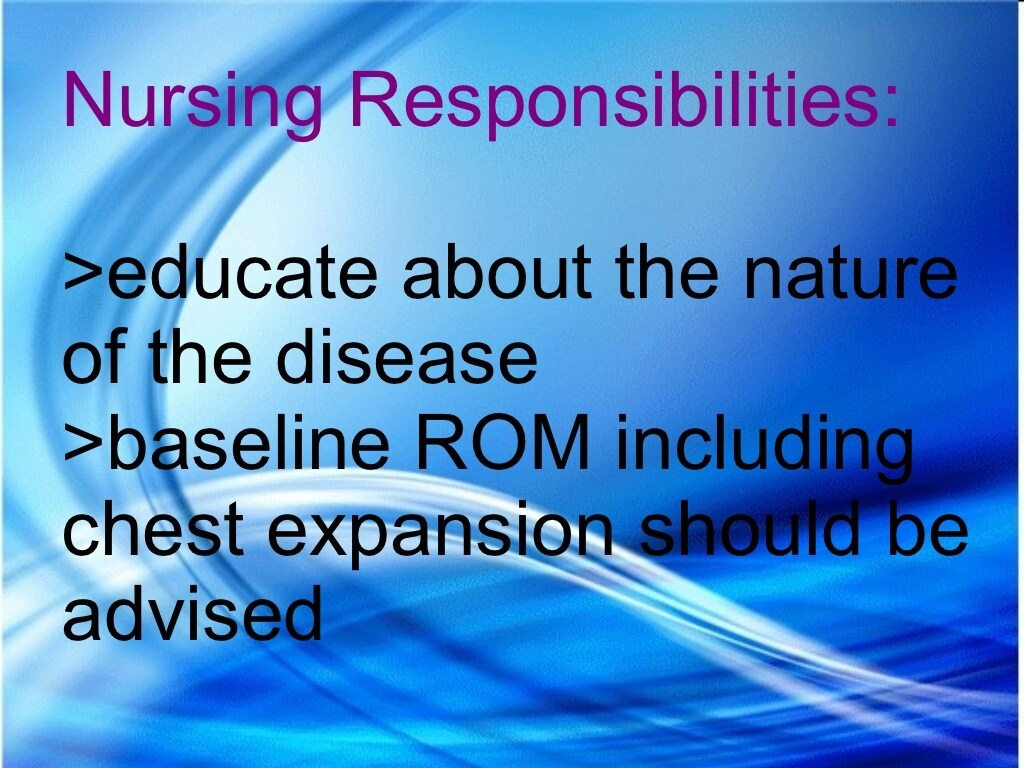 Nursing Responsibilities:
>educate about the nature
of the disease
>baseline ROM including
chest expansion should be
advised